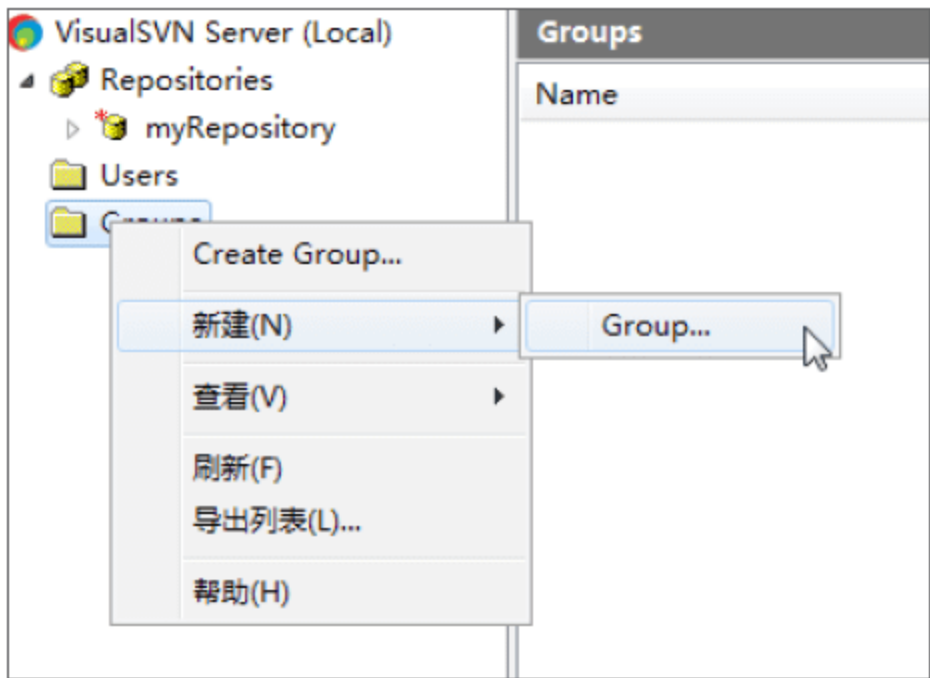 VisualSVN Server (Local)
Groups
Repositories
Name
myRepository
Users
Groups
Create Group...
新建(N)
Group...
查看(V)
刷新(F)
导出列表(L)...
帮助(H)